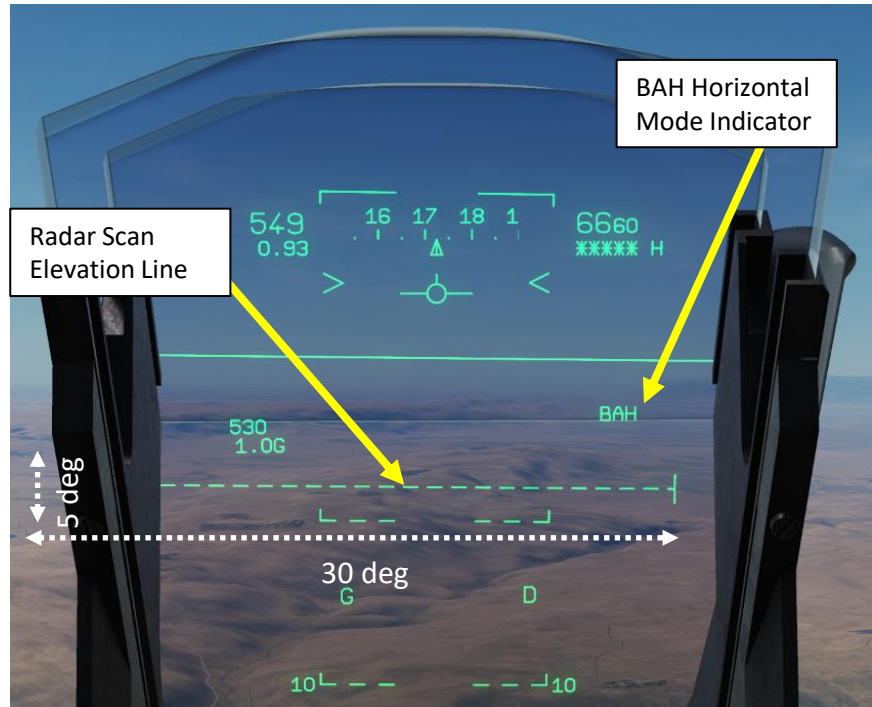 BAH Horizontal
Mode Indicator
Radar Scan
Elevation Line
549
0.93
16 17 18 1
6660
***** H
BAH
530
1.0G
5 deg
30 deg
G D
10 10